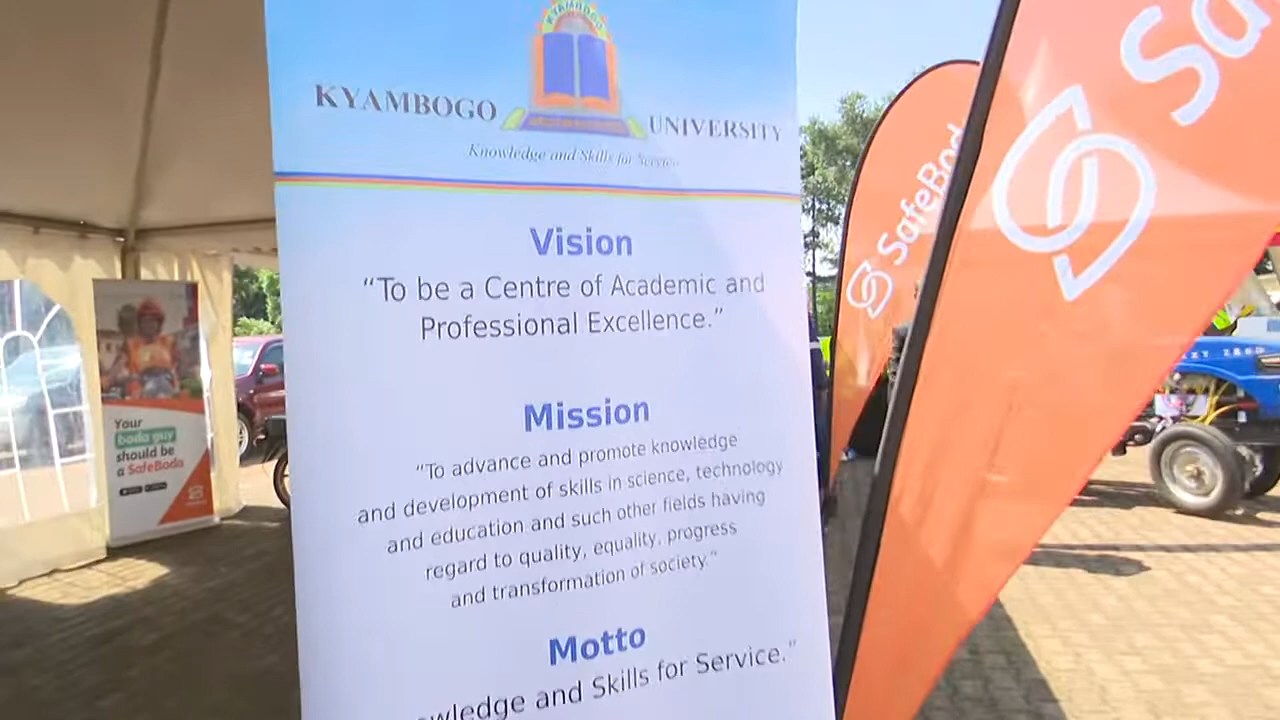 KYAMBOGO
KYAMBOGO UNIVERSITY
Knowledge and Skills for Service
Vision
“To be a Centre of Academic and
Professional Excellence.”
Mission
“To advance and promote knowledge
and development of skills in science, technology
and education and such other fields having
regard to quality, equality, progress
and transformation of society.”
Motto
and Skills for Service.”
SafeBod
Sa
Your
boda guy
should be
a SafeBoda